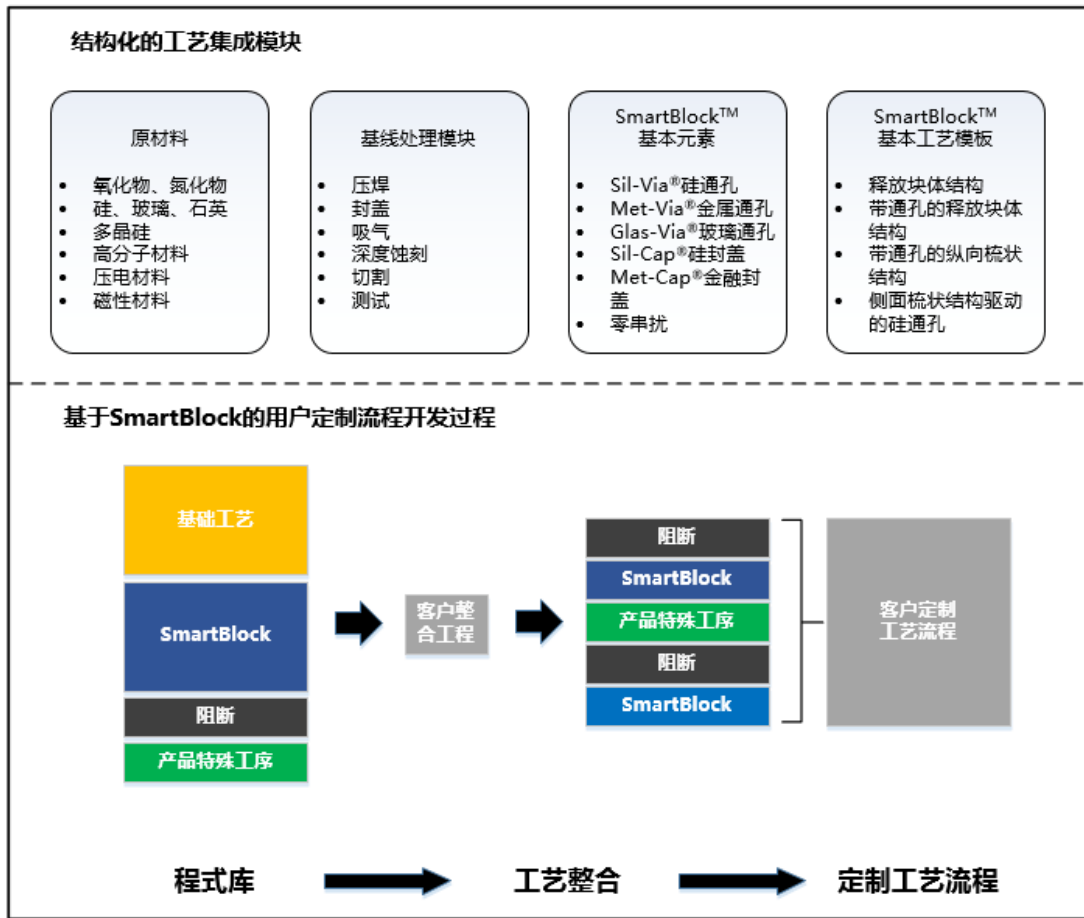 结构化的工艺集成模块
原材料
• 氧化物、氮化物
• 硅、玻璃、石英
• 多晶硅
• 高分子材料
• 压电材料
• 磁性材料
基线处理模块
• 压焊
• 封盖
• 吸气
• 深度蚀刻
• 切割
• 测试
SmartBlock™
基本元素
• Sil-Via®硅通孔
• Met-Via®金属通孔
• Glas-Via®玻璃通孔
• Sil-Cap®硅封盖
• Met-Cap®金融封
盖
• 零串扰
SmartBlock™
基本工艺模板
• 释放块体结构
• 带通孔的释放块体
结构
• 带通孔的纵向梳状
结构
• 侧面梳状结构驱动
的硅通孔
基于SmartBlock的用户定制流程开发过程
基础工艺
SmartBlock
阻断
产品特殊工序
客户整
合工程
阻断
SmartBlock
产品特殊工序
阻断
SmartBlock
客户定制
工艺流程
程式库
工艺整合
定制工艺流程